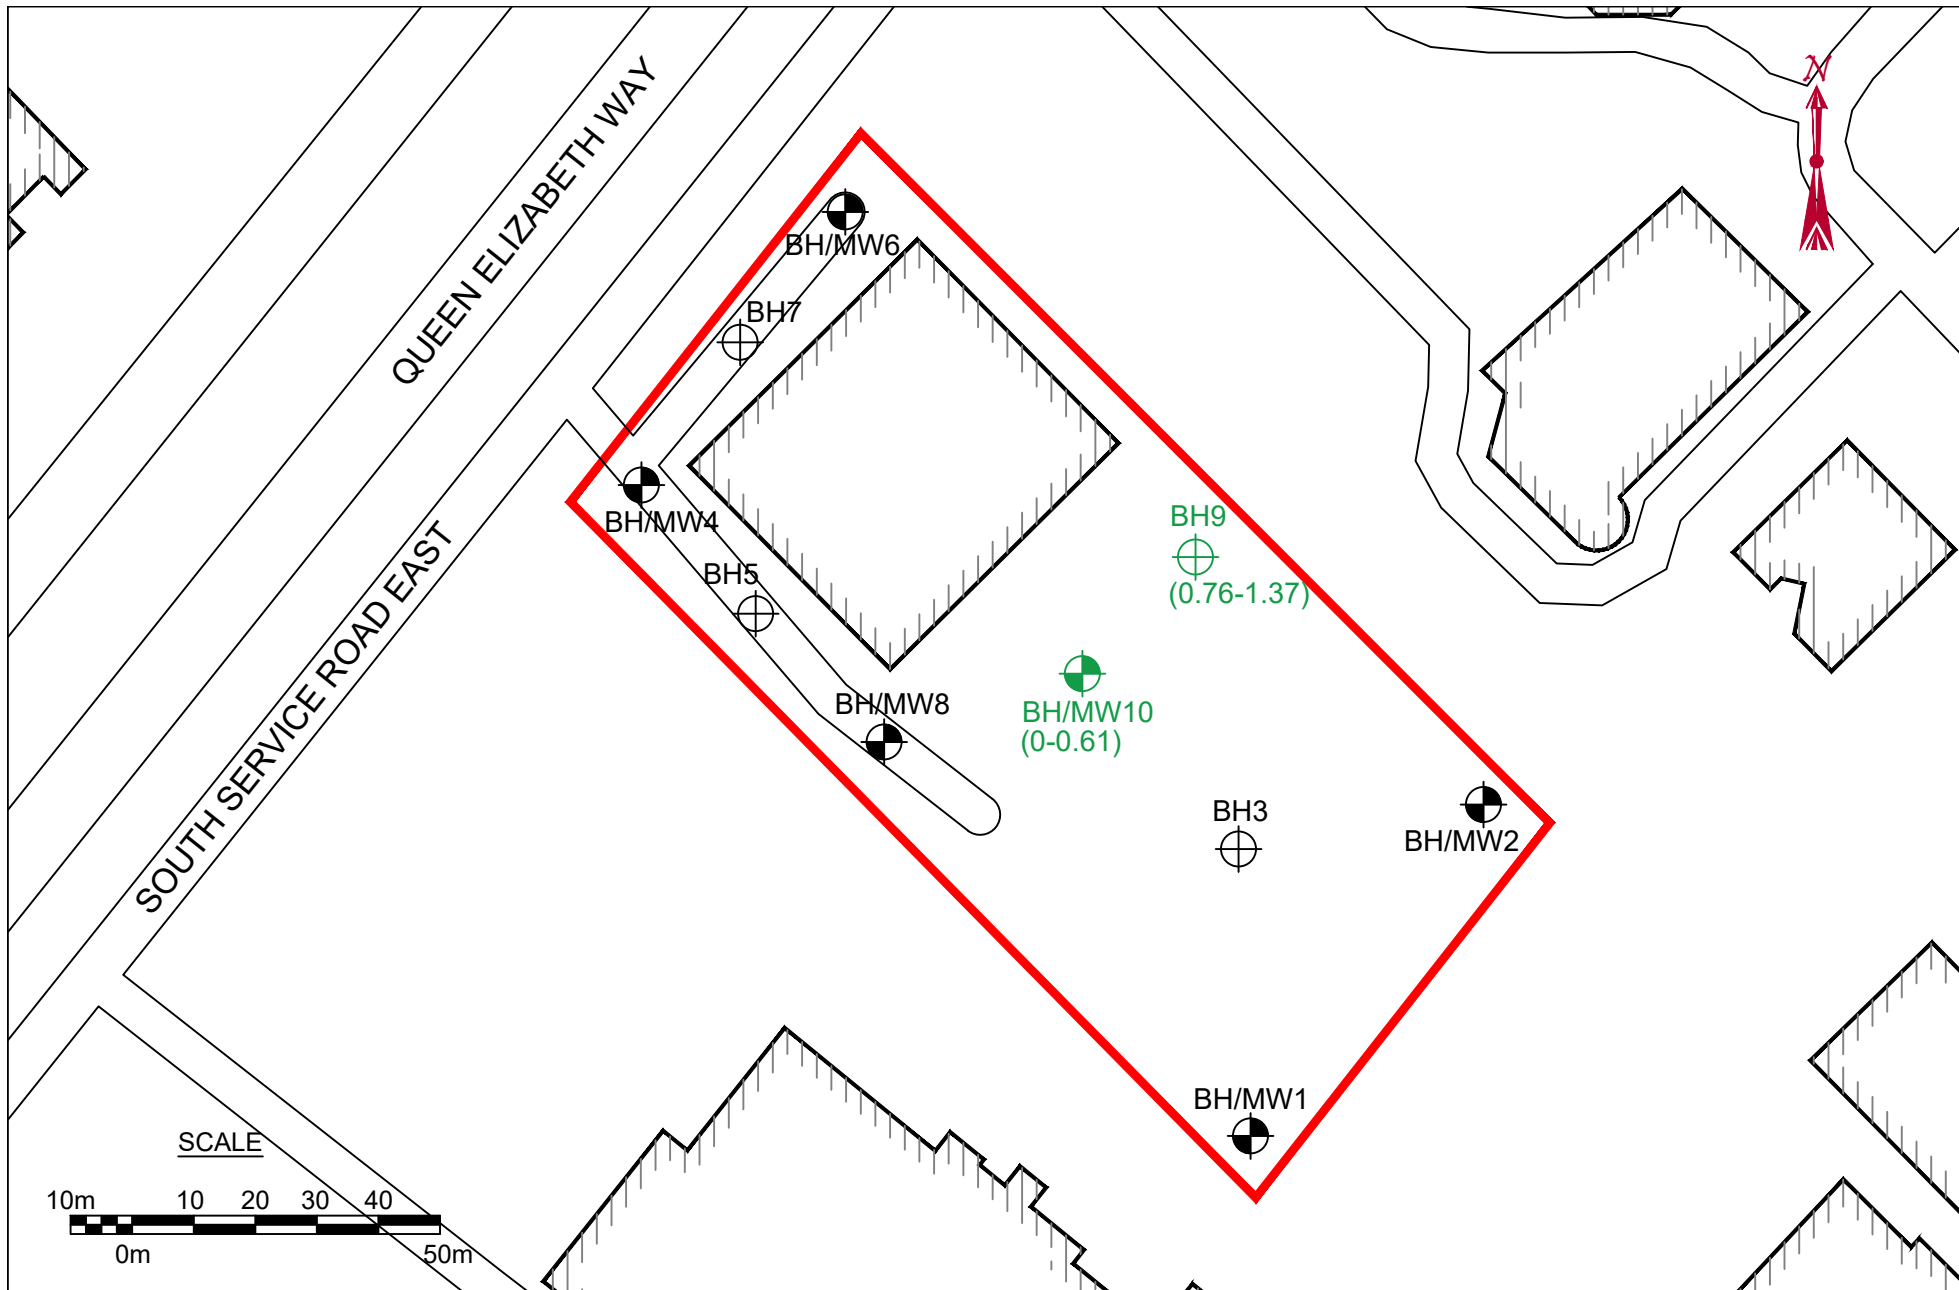 N
QUEEN ELIZABETH WAY
BH/MW6
BH7
BH/MW4
BH9
(0.76-1.37)
SOUTH SERVICE ROAD EAST
BH5
BH/MW8
BH/MW10
(0-0.61)
BH3
BH/MW2
BH/MW1
SCALE
10m 10 20 30 40
0m 50m